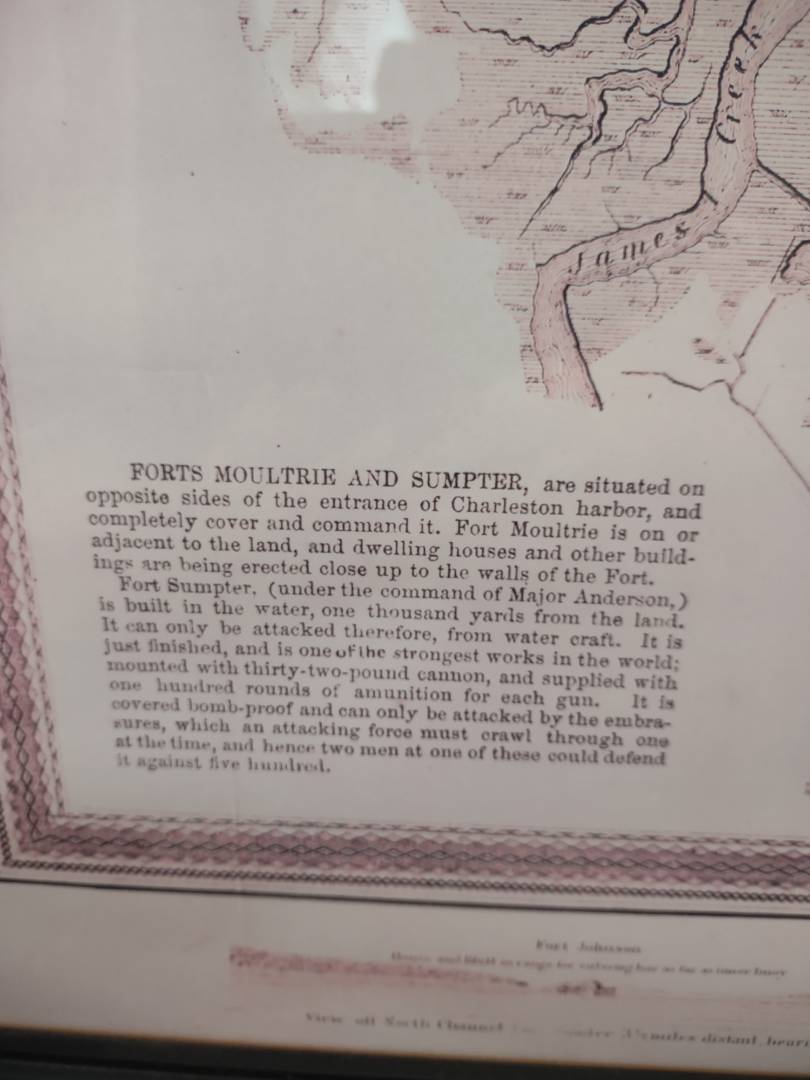 Creek
James
FORTS MOULTRIE AND SUMPTER, are situated on
opposite sides of the entrance of Charleston harbor, and
completely cover and command it. Fort Moultrie is on or
adjacent to the land, and dwelling houses and other build-
ings are being erected close up to the walls of the Fort.
Fort Sumpter, (under the command of Major Anderson,)
is built in the water, one thousand yards from the land.
It can only be attacked therefore, from water craft. It is
just finished, and is one of the strongest works in the world;
mounted with thirty-two-pound cannon, and supplied with
one hundred rounds of amunition for each gun. It is
covered bomb-proof and can only be attacked by the embra-
sures, which an attacking force must crawl through one
at the time, and hence two men at one of these could defend
it against five hundred.
Fort Johnson
View off North Channel